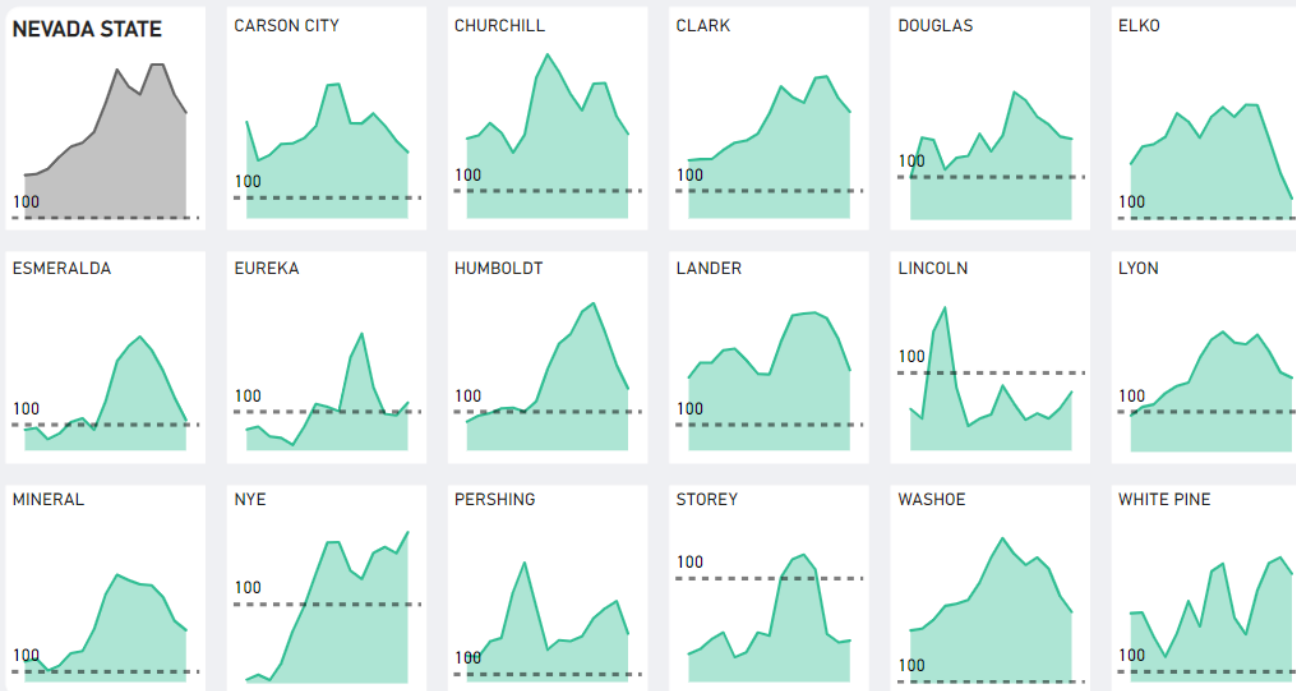 NEVADA STATE
100
CARSON CITY
100
CHURCHILL
100
CLARK
100
DOUGLAS
100
ELKO
100
ESMERALDA
100
EUREKA
100
HUMBOLDT
100
LANDER
100
LINCOLN
100
LYON
100
MINERAL
100
NYE
100
PERSHING
100
STOREY
100
WASHOE
100
WHITE PINE
100